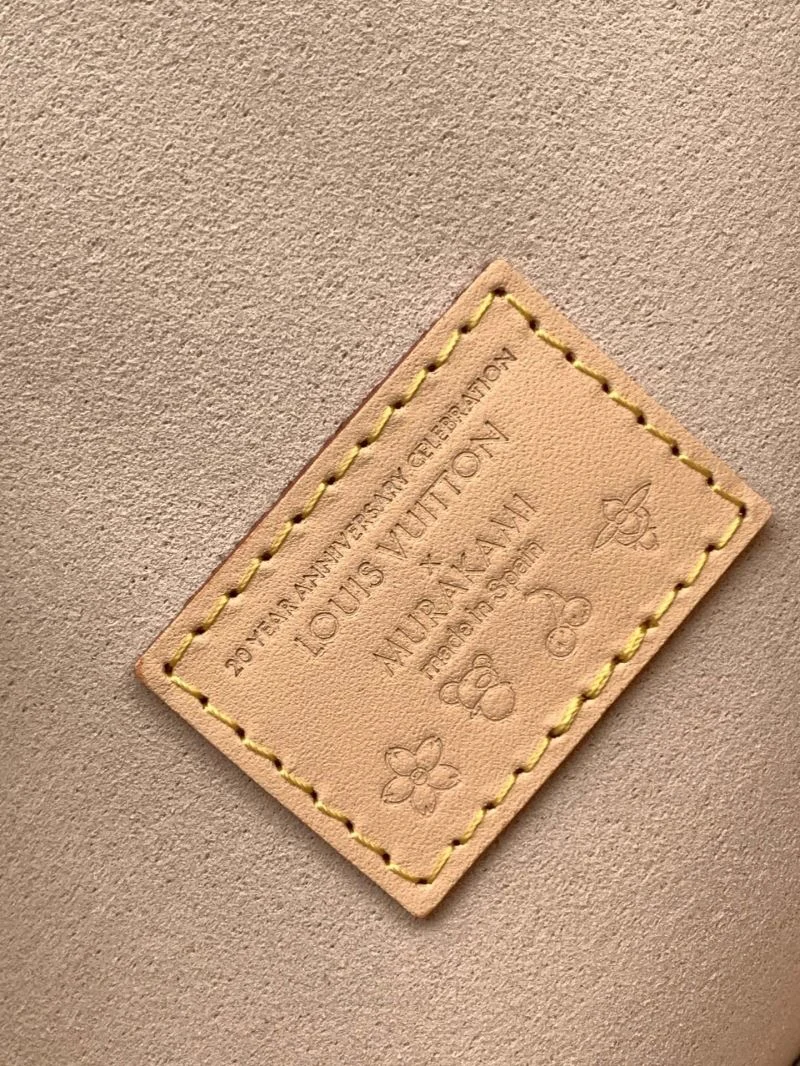 20 YEAR ANNIVERSARY CELEBRATION
LOUIS VUITTON
x
MURAKAMI
made in Spain